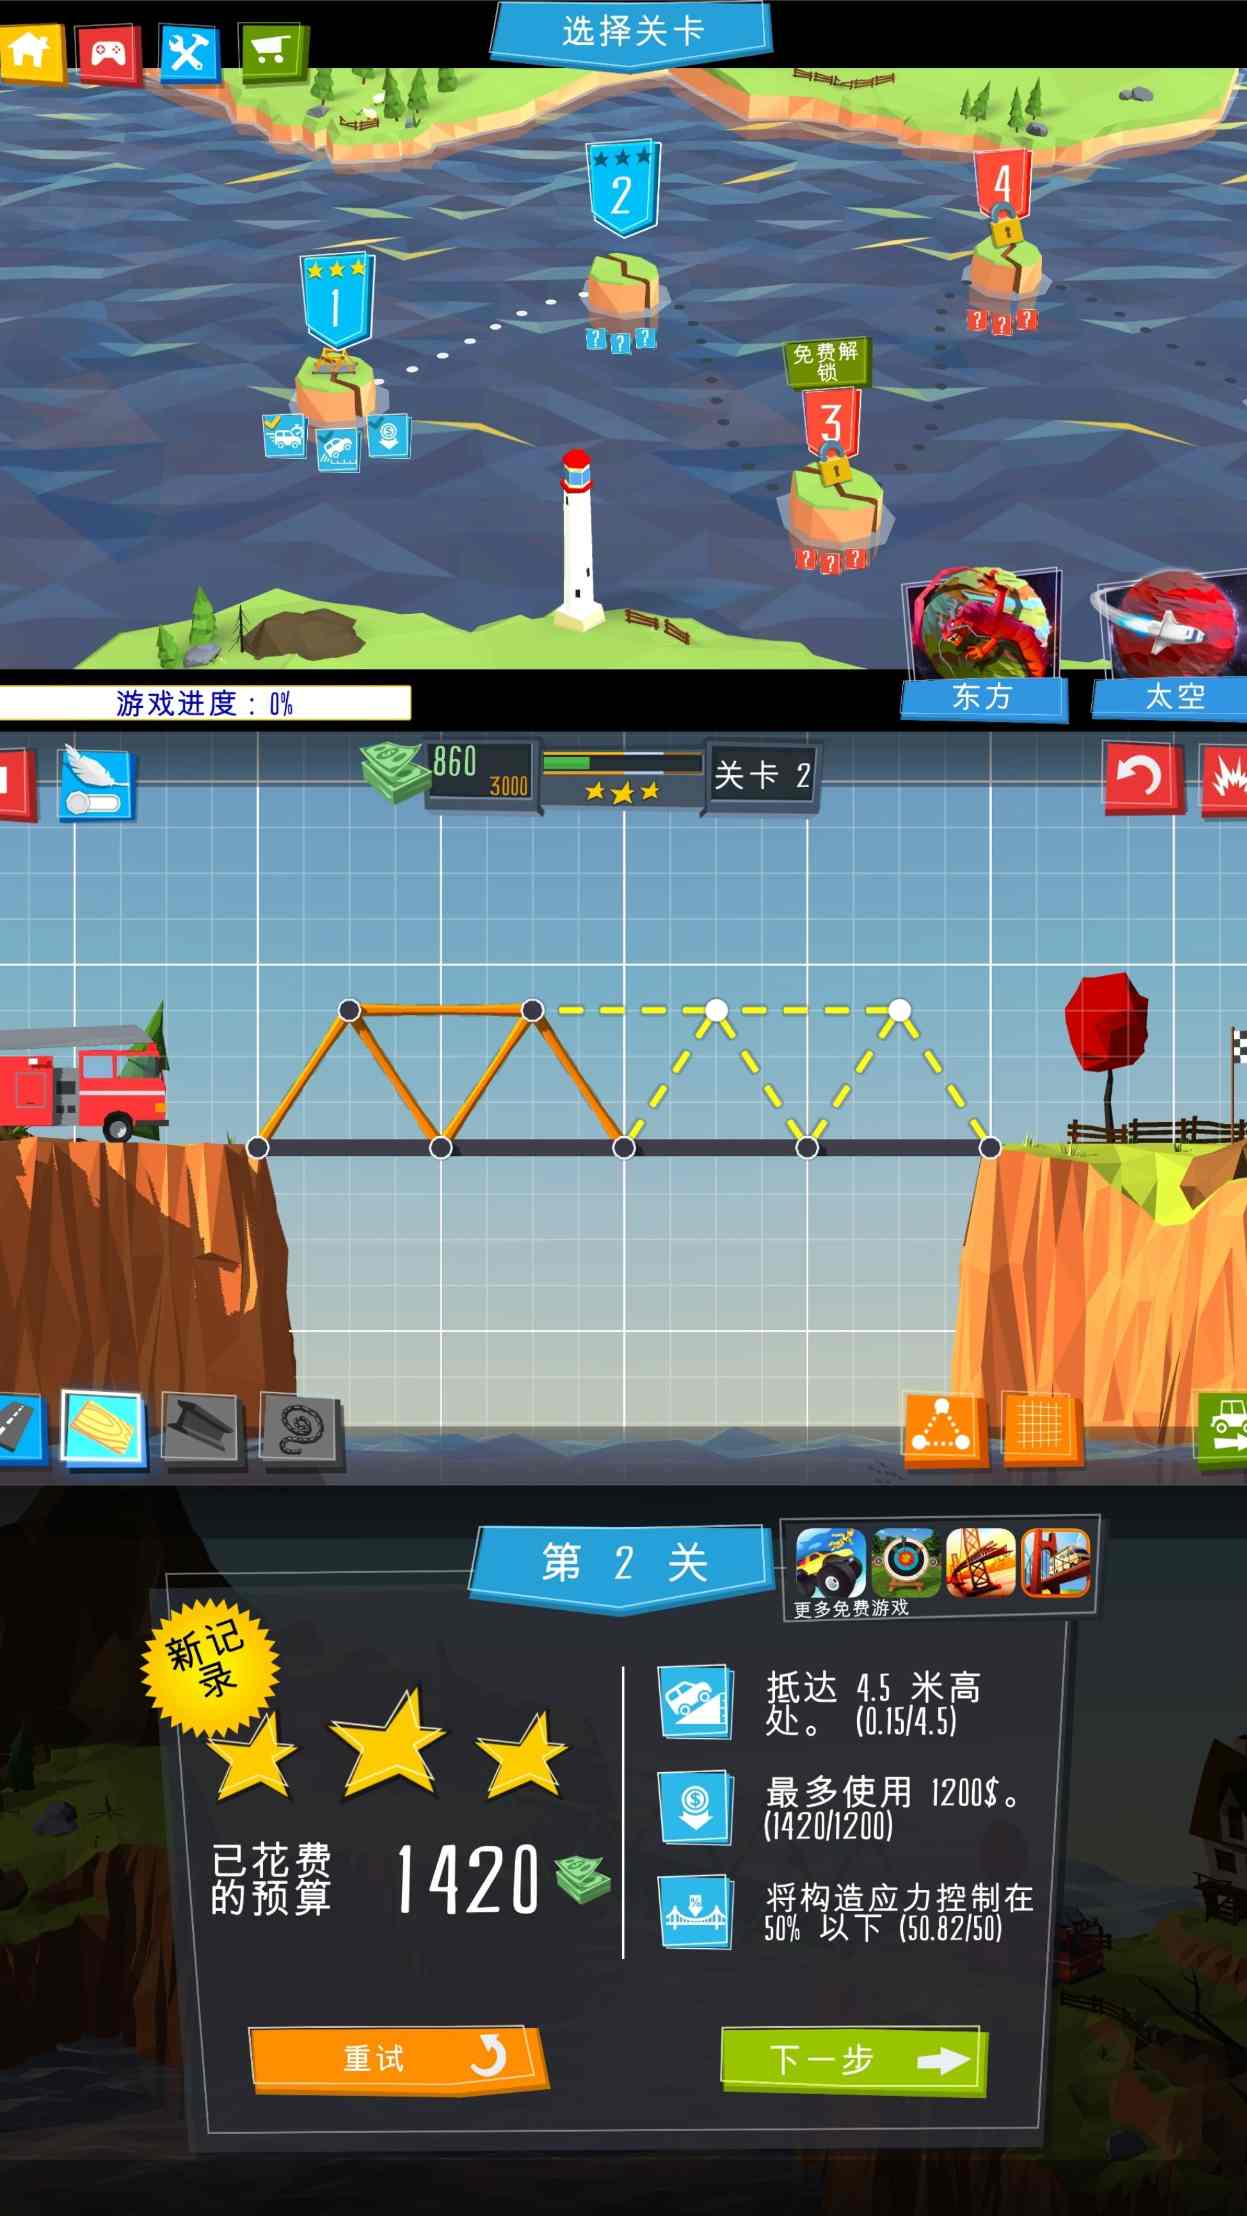 选择关卡
2
4
1
免费解
锁
3
? ? ?
? ? ?
? ? ?
游戏进度：0%
东方
太空
860
3000
关卡 2
第 2 关
更多免费游戏
新记
录
抵达 4.5 米高
处。 (0.15/4.5)
最多使用 1200$。
(1420/1200)
已花费
的预算
1420
将构造应力控制在
50% 以下 (50.82/50)
重试
下一步